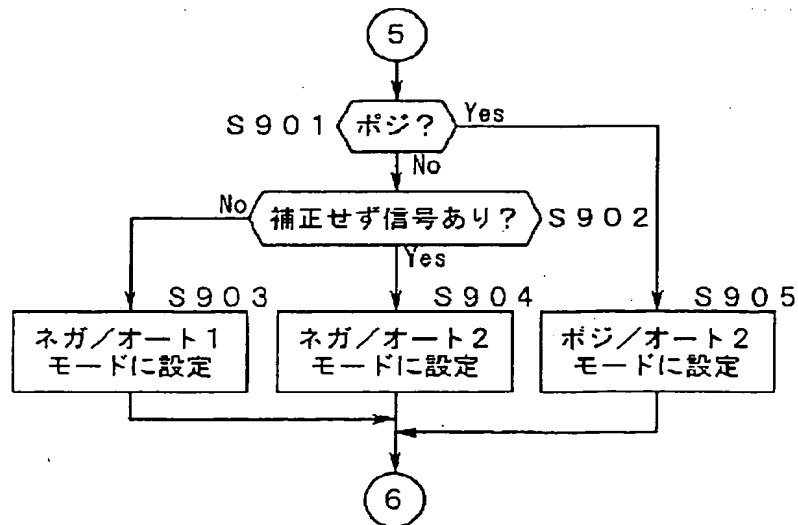 5
S901
ポジ?
Yes
No
No
補正せず信号あり?
S902
Yes
S903
S904
S905
ネガ/オート1
モードに設定
ネガ/オート2
モードに設定
ポジ/オート2
モードに設定
6